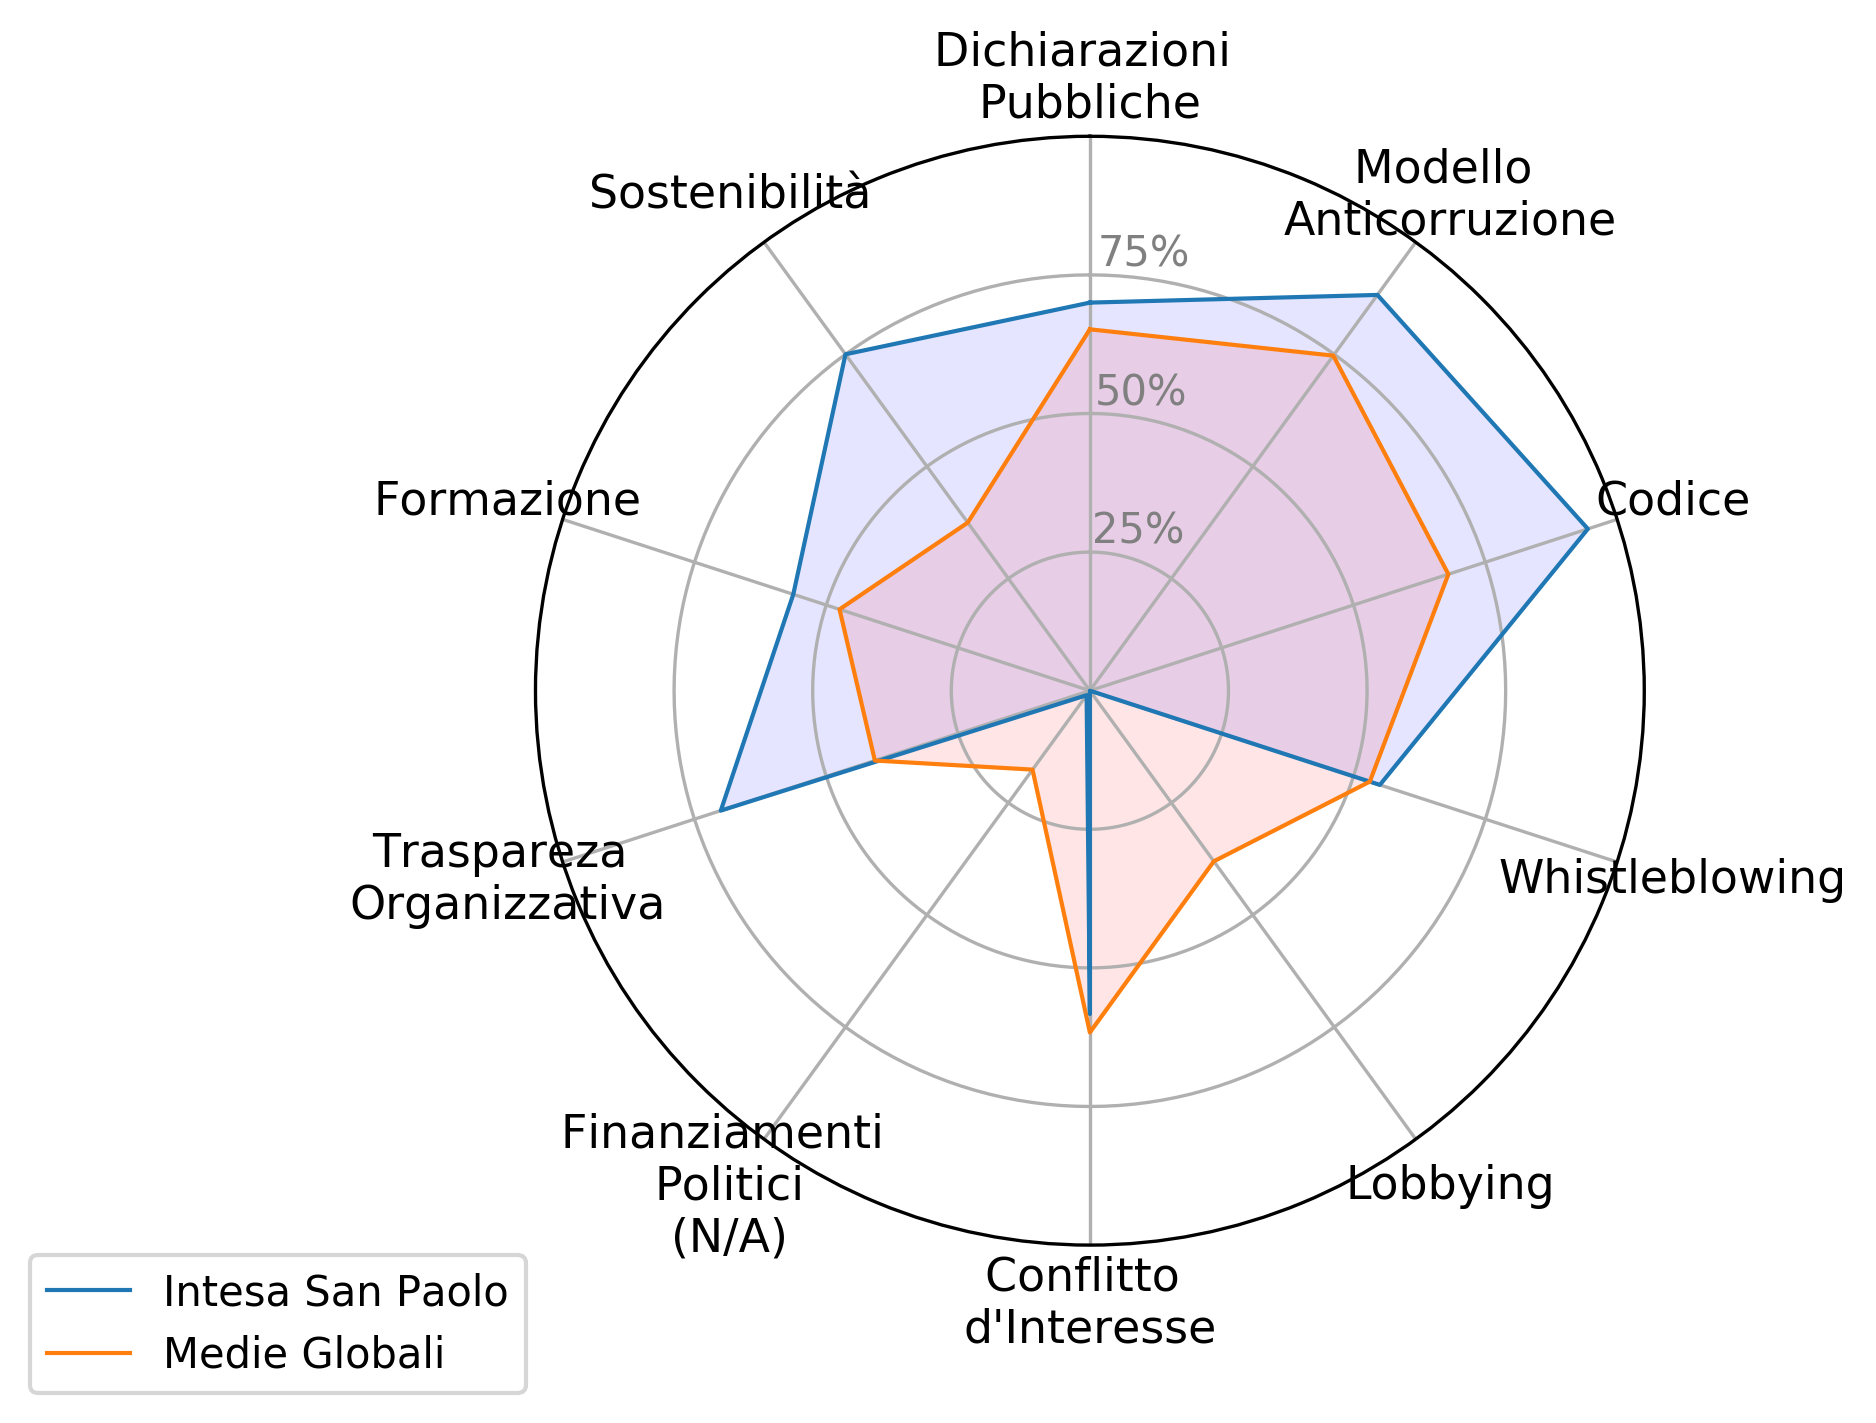 Dichiarazioni
Pubbliche
Modello
Anticorruzione
Sostenibilità
75%
50%
25%
Formazione
Codice
Traspareza
Organizzativa
Whistleblowing
Finanziamenti
Politici
(N/A)
Lobbying
Conflitto
d'Interesse
Intesa San Paolo
Medie Globali